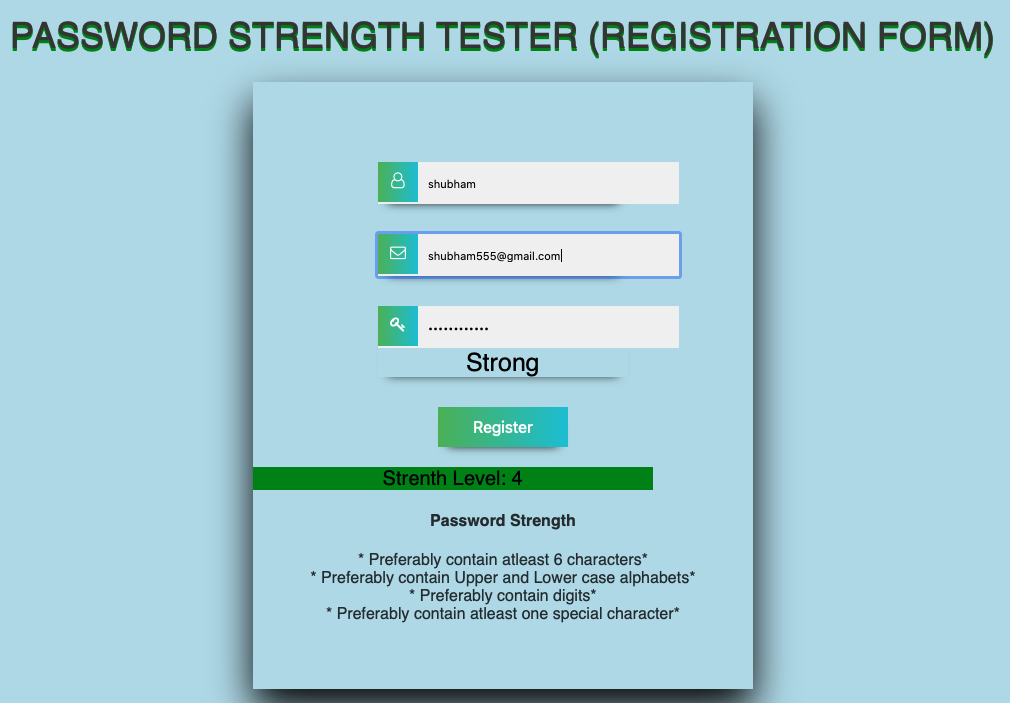 PASSWORD STRENGTH TESTER (REGISTRATION FORM)
shubham
shubham555@gmail.com
••••••••••••
Strong
Register
Strenth Level: 4
Password Strength
* Preferably contain atleast 6 characters*
* Preferably contain Upper and Lower case alphabets*
* Preferably contain digits*
* Preferably contain atleast one special character*